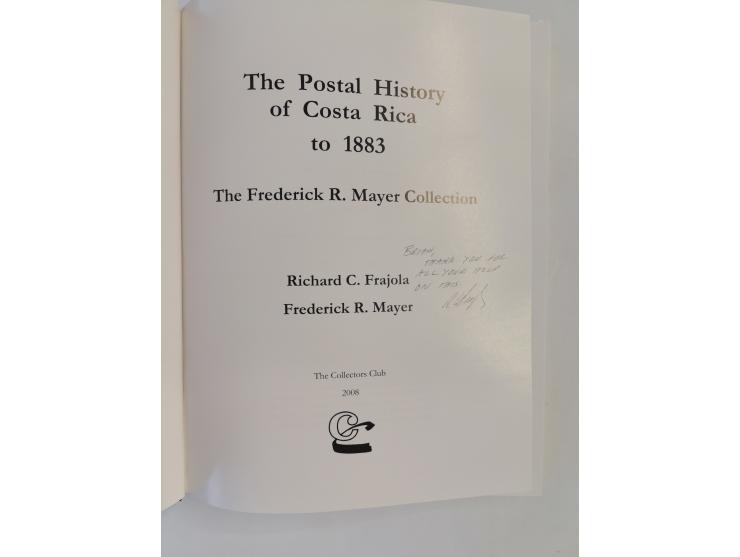 The Postal History
of Costa Rica
to 1883
The Frederick R. Mayer Collection
BRIAN,
THANK YOU FOR
ALL YOUR HELP
ON THIS
Richard C. Frajola
Frederick R. Mayer
The Collectors Club
2008